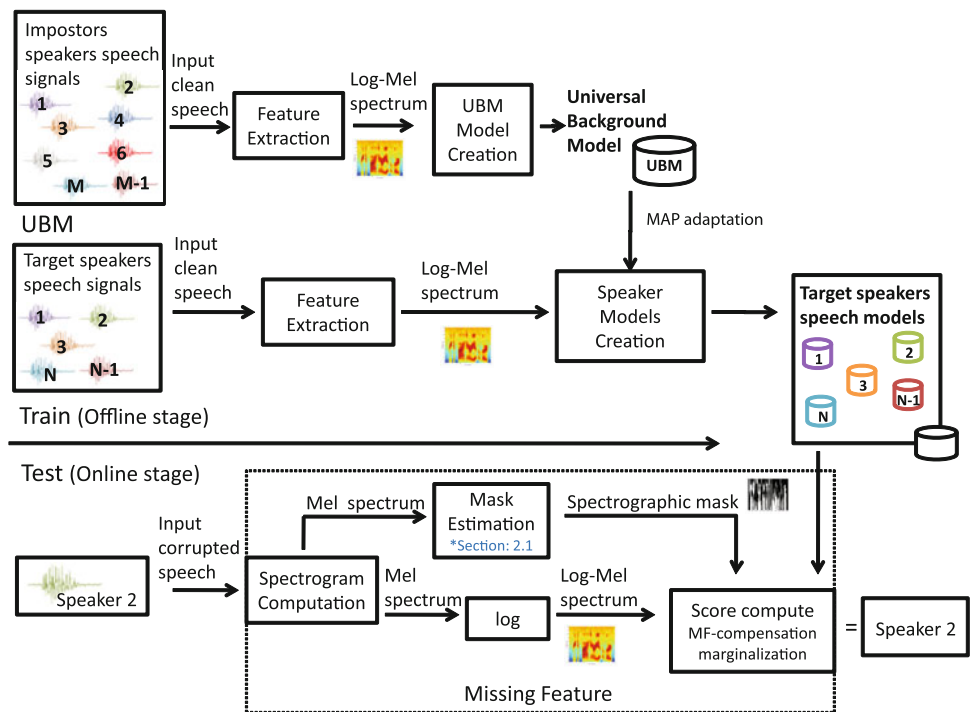 Impostors
speakers speech
signals
1
2
3
4
5
6
M
M-1
Input
clean
speech
Feature
Extraction
Log-Mel
spectrum
UBM
Model
Creation
Universal
Background
Model
UBM
MAP adaptation
UBM
Target speakers
speech signals
1
2
3
N
N-1
Input
clean
speech
Feature
Extraction
Log-Mel
spectrum
Speaker
Models
Creation
Target speakers
speech models
1
2
3
N-1
N
Train (Offline stage)
Test (Online stage)
Speaker 2
Input
corrupted
speech
Spectrogram
Computation
Mel spectrum
Mask
Estimation
*Section: 2.1
Spectrographic mask
Mel
spectrum
log
Log-Mel
spectrum
Score compute
MF-compensation
marginalization
=
Speaker 2
Missing Feature